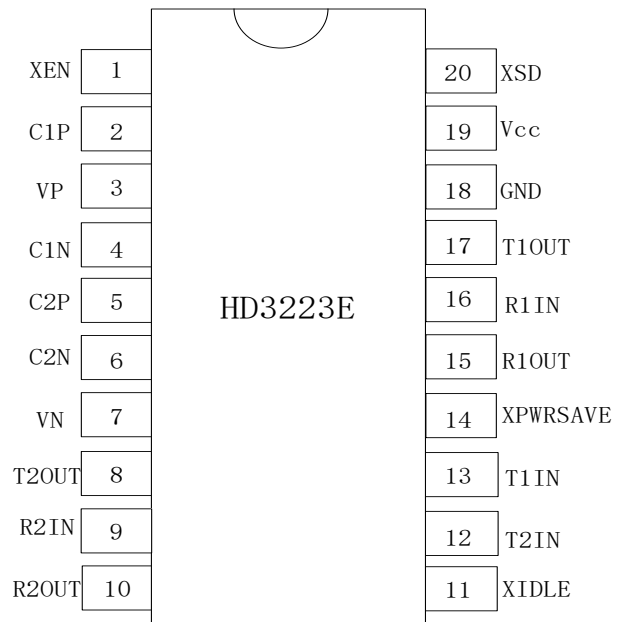 XEN 1 20 XSD
C1P 2 19 Vcc
VP 3 18 GND
C1N 4 17 T1OUT
C2P 5 HD3223E 16 R1IN
C2N 6 15 R1OUT
VN 7 14 XPWRSAVE
T2OUT 8 13 T1IN
R2IN 9 12 T2IN
R2OUT 10 11 XIDLE